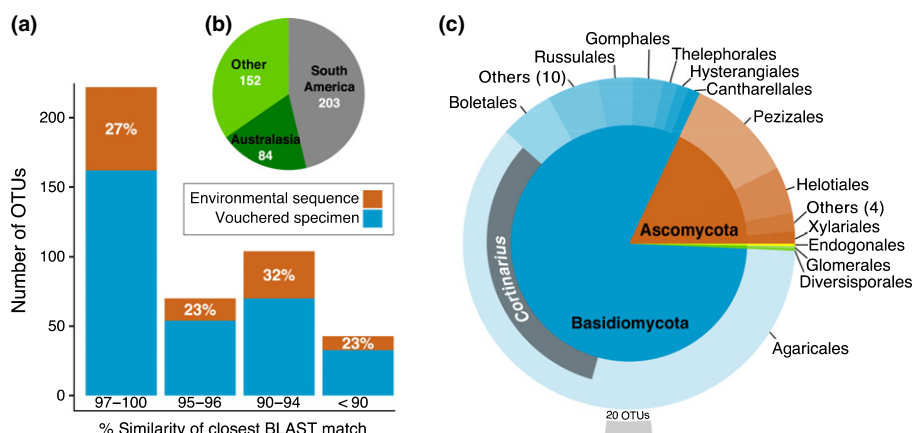 (a)
Number of OTUs
200
150
100
50
0
27%
23%
32%
23%
97–100
95–96
90–94
< 90
% Similarity of closest BLAST match
(b)
Other
152
South
America
203
Australasia
84
Environmental sequence
Vouchered specimen
(c)
Gomphales
Russulales
Thelephorales
Others (10)
Hysterangiales
Cantharellales
Boletales
Pezizales
Helotiales
Others (4)
Xylariales
Endogonales
Glomerales
Diversisporales
Agaricales
Ascomycota
Basidiomycota
Cortinarius
20 OTUs